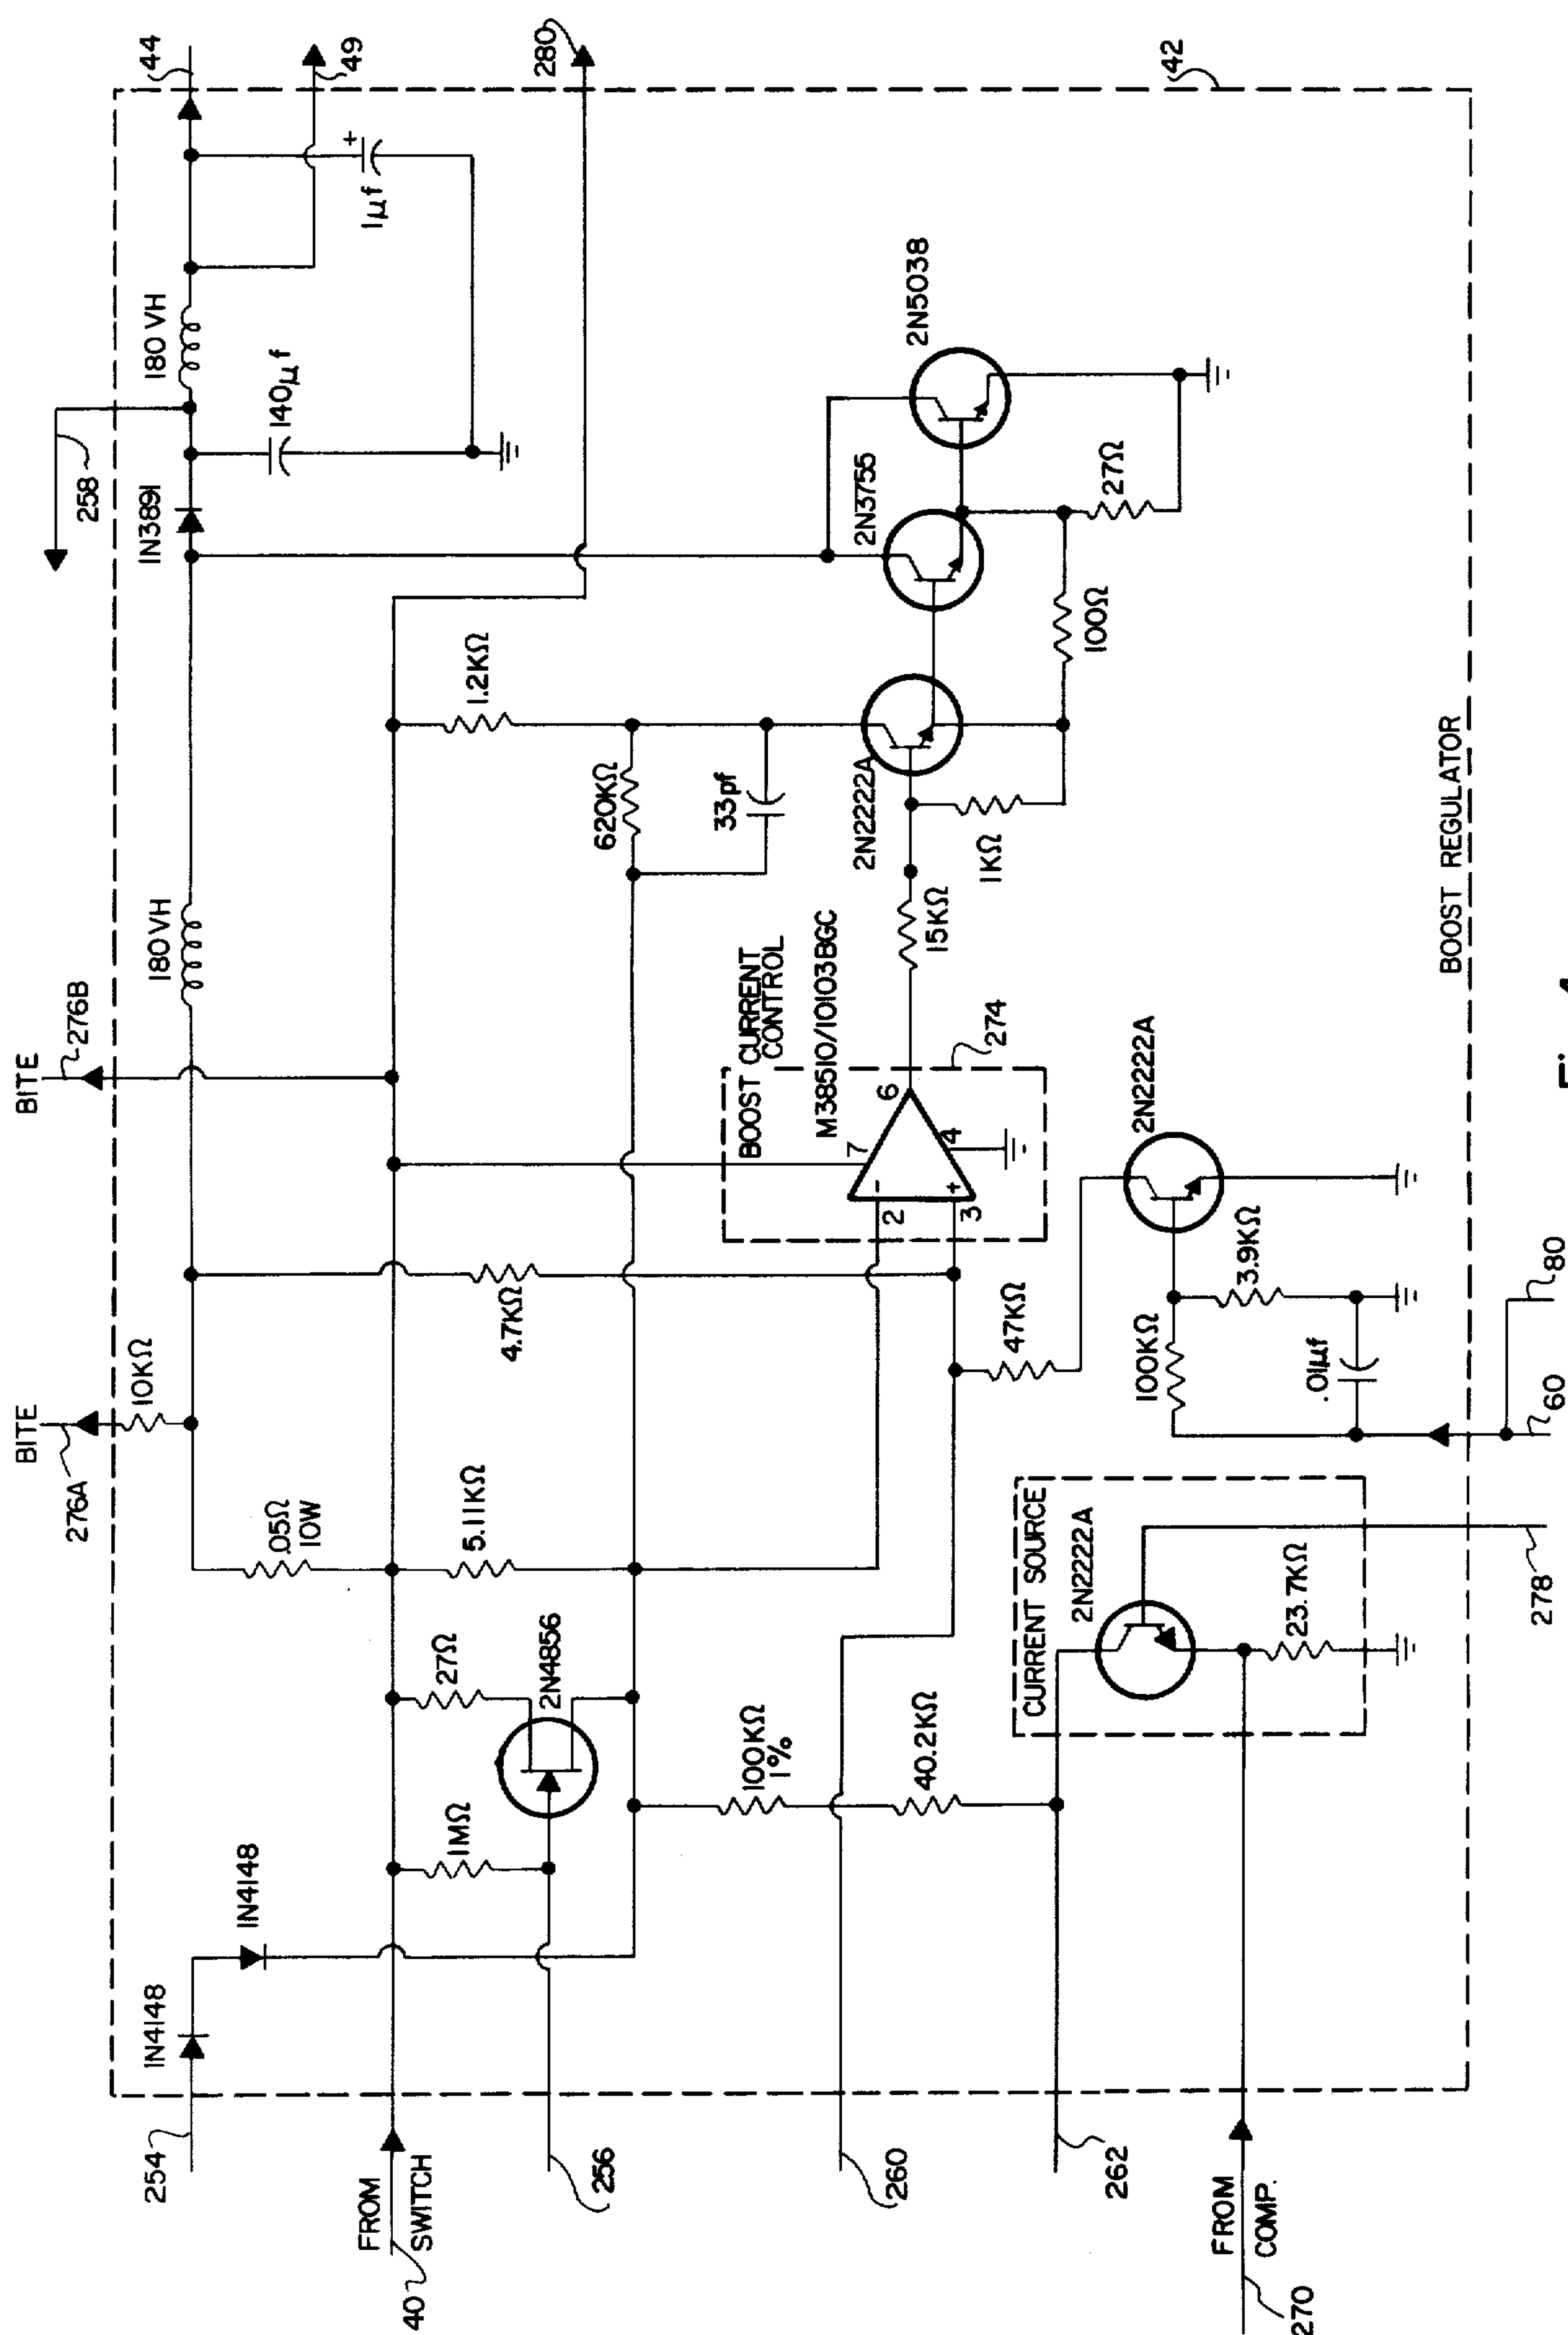 BITE
276A
BITE
276B
258
44
49
280
42
254
1N4148
1N4148
FROM
SWITCH
40
256
260
262
FROM
COMP.
270
10KΩ
.05Ω
10W
180VH
1N3891
180 VH
140μf
+
1μf
1MΩ
27Ω
2N4856
5.11KΩ
4.7KΩ
1.2KΩ
620KΩ
33pf
100KΩ
1%
40.2KΩ
BOOST CURRENT
CONTROL
M38510/10103BGC
2
-
3
+
7
4
6
274
15KΩ
2N2222A
1KΩ
100Ω
2N3755
2N5038
27Ω
47KΩ
2N2222A
100KΩ
3.9KΩ
.01μf
CURRENT SOURCE
2N2222A
23.7KΩ
278
60
80
BOOST REGULATOR